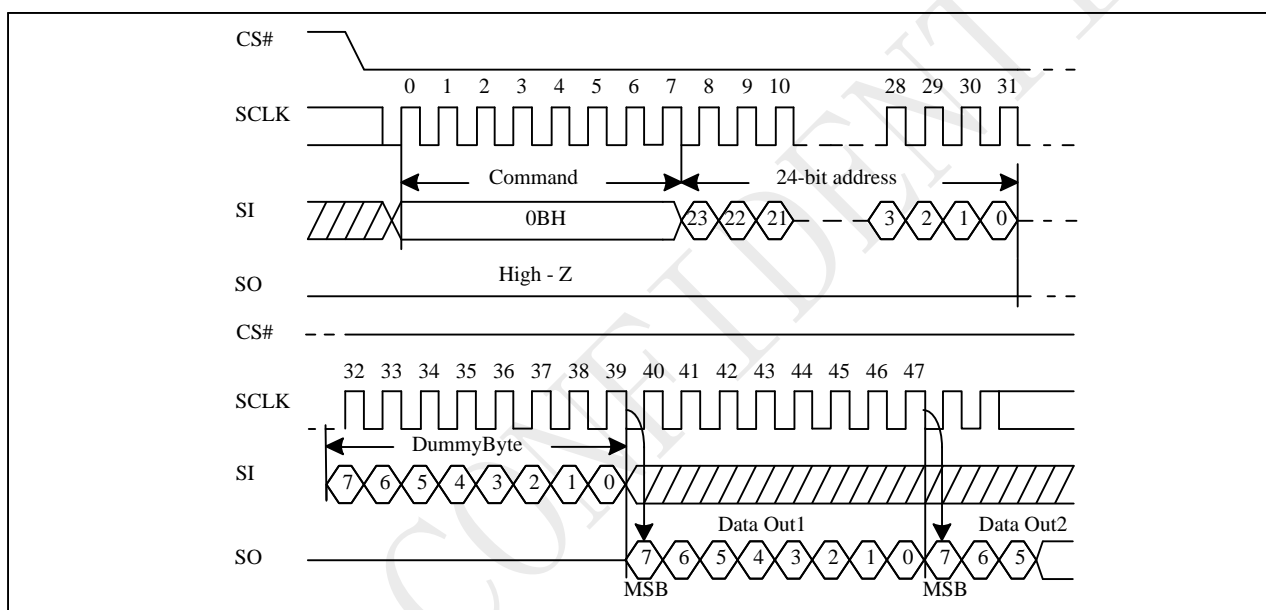 CS#
0 1 2 3 4 5 6 7 8 9 10 28 29 30 31
SCLK
Command 24-bit address
SI 0BH 23 22 21 3 2 1 0
High - Z
SO
CS#
32 33 34 35 36 37 38 39 40 41 42 43 44 45 46 47
SCLK
DummyByte
SI 7 6 5 4 3 2 1 0
Data Out1 Data Out2
SO 7 6 5 4 3 2 1 0 7 6 5
MSB MSB
CONFIDENTI